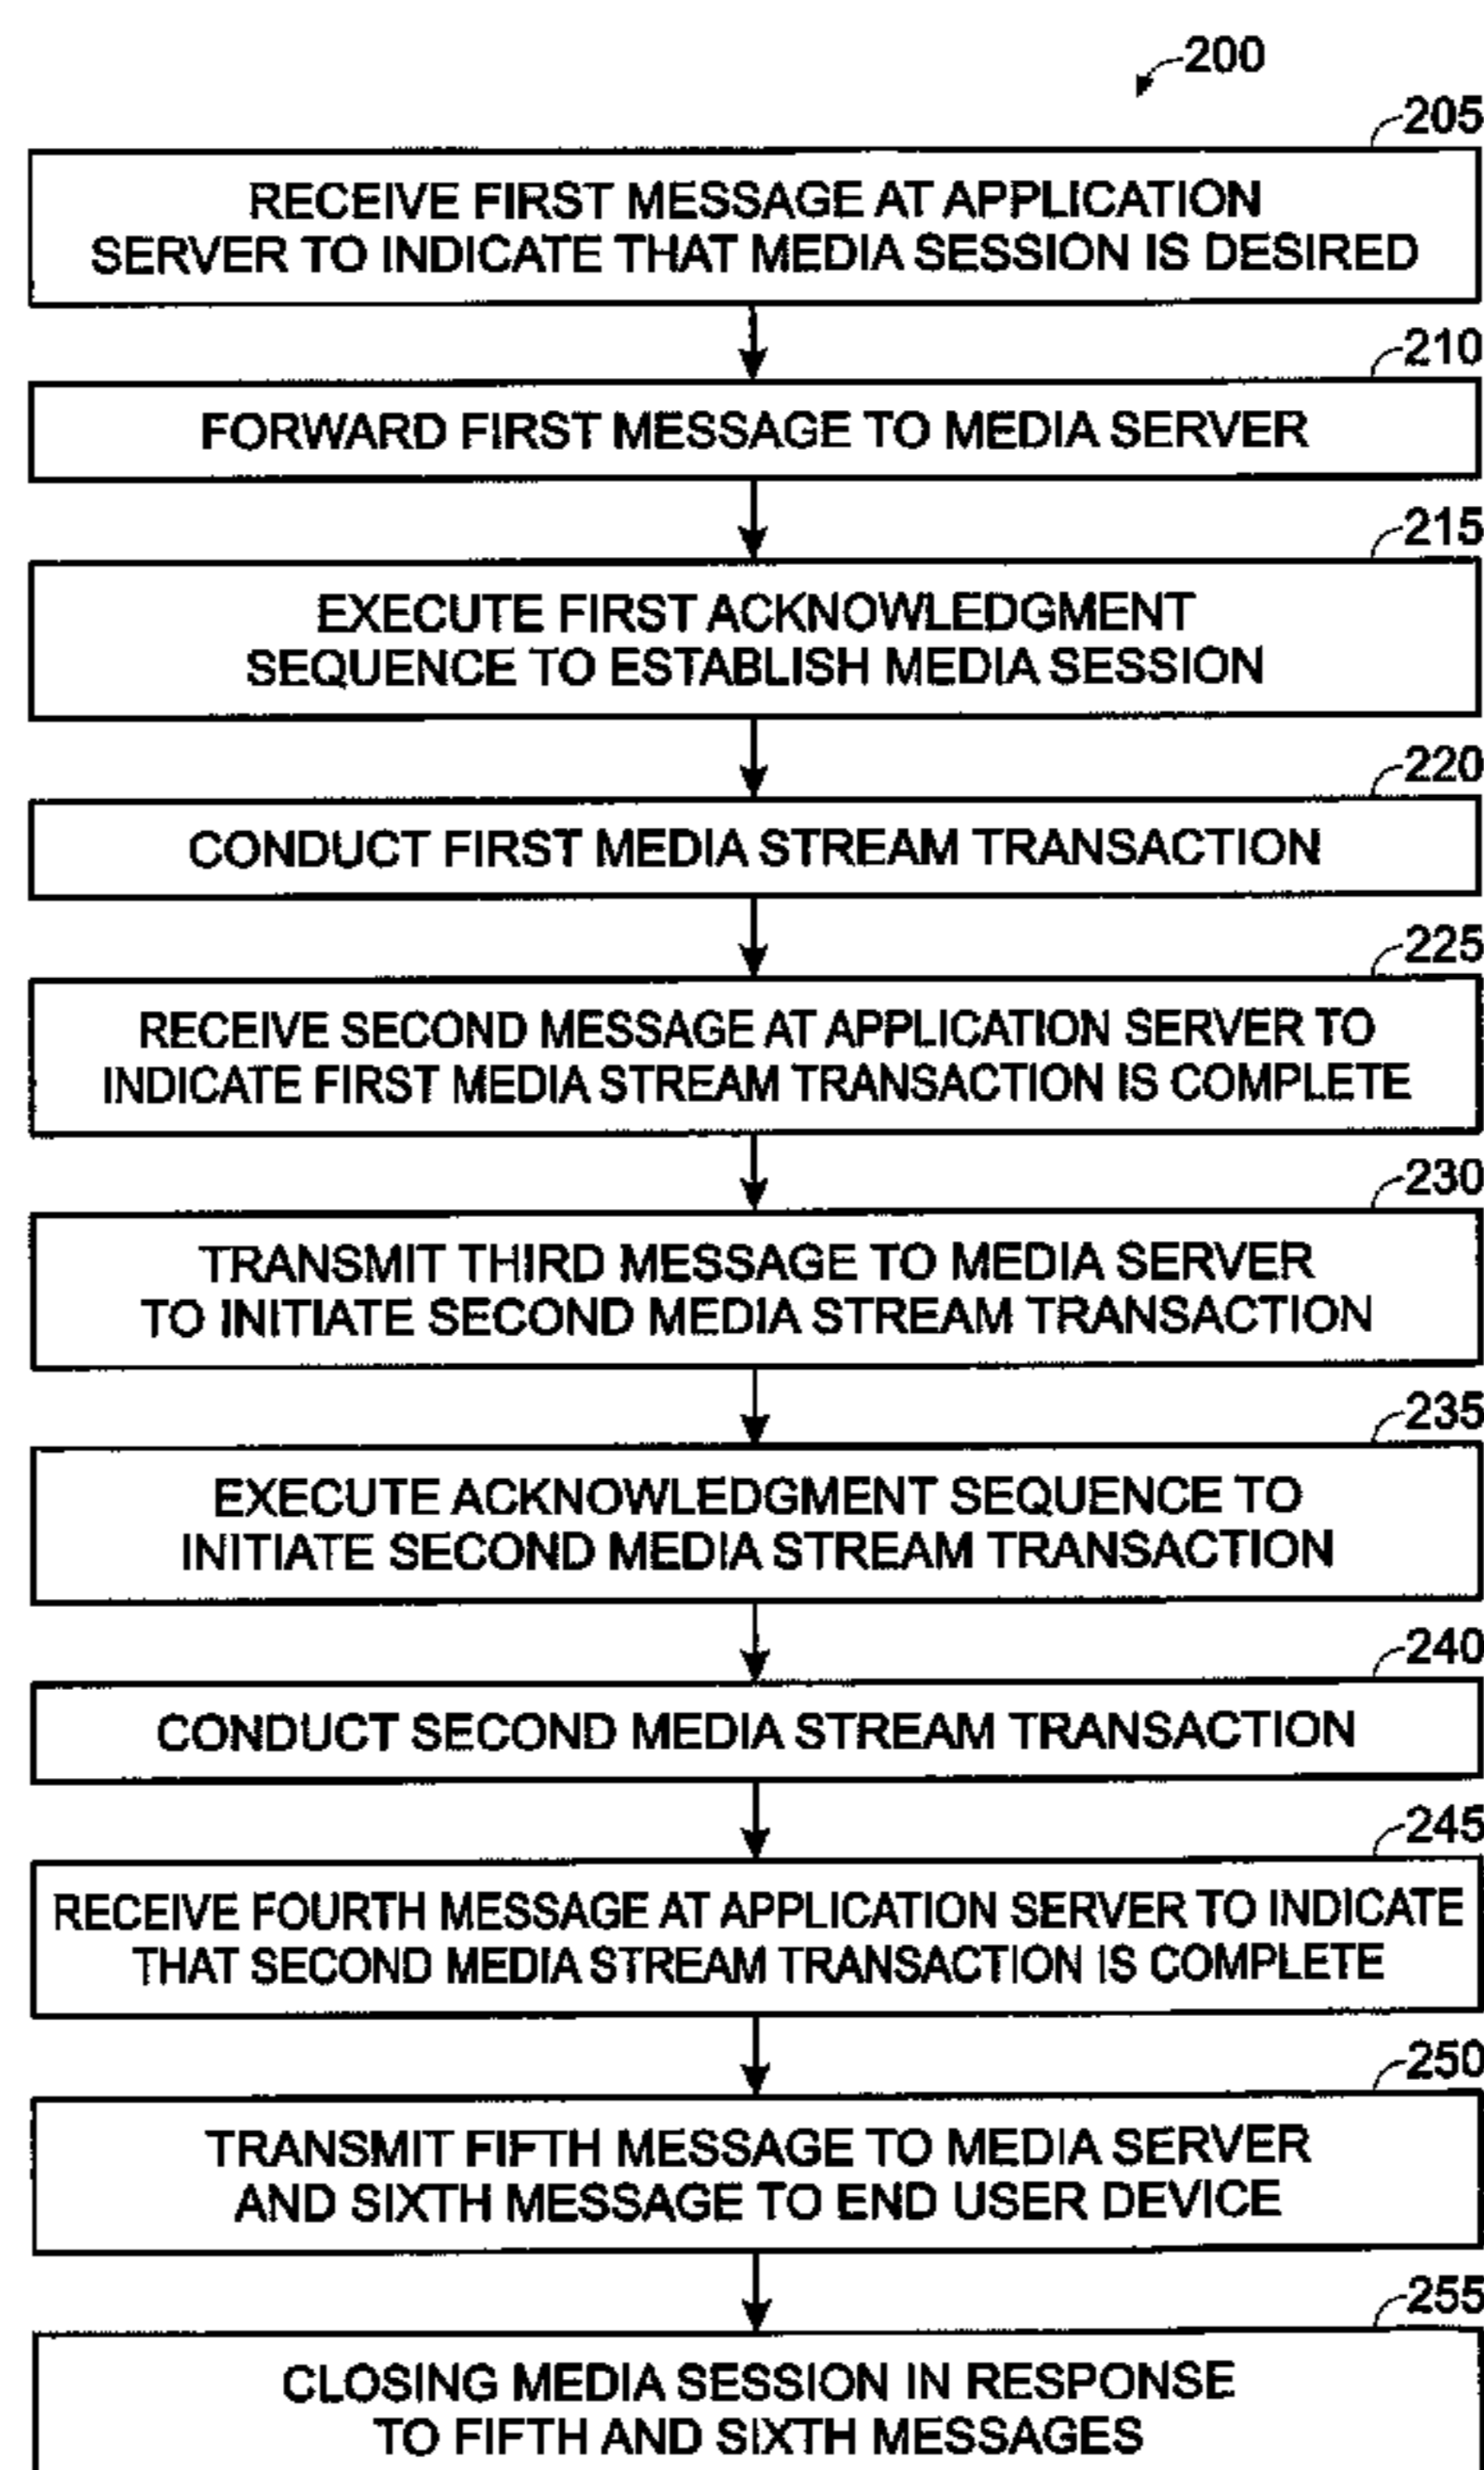 200
205
RECEIVE FIRST MESSAGE AT APPLICATION
SERVER TO INDICATE THAT MEDIA SESSION IS DESIRED
210
FORWARD FIRST MESSAGE TO MEDIA SERVER
215
EXECUTE FIRST ACKNOWLEDGMENT
SEQUENCE TO ESTABLISH MEDIA SESSION
220
CONDUCT FIRST MEDIA STREAM TRANSACTION
225
RECEIVE SECOND MESSAGE AT APPLICATION SERVER TO
INDICATE FIRST MEDIA STREAM TRANSACTION IS COMPLETE
230
TRANSMIT THIRD MESSAGE TO MEDIA SERVER
TO INITIATE SECOND MEDIA STREAM TRANSACTION
235
EXECUTE ACKNOWLEDGMENT SEQUENCE TO
INITIATE SECOND MEDIA STREAM TRANSACTION
240
CONDUCT SECOND MEDIA STREAM TRANSACTION
245
RECEIVE FOURTH MESSAGE AT APPLICATION SERVER TO INDICATE
THAT SECOND MEDIA STREAM TRANSACTION IS COMPLETE
250
TRANSMIT FIFTH MESSAGE TO MEDIA SERVER
AND SIXTH MESSAGE TO END USER DEVICE
255
CLOSING MEDIA SESSION IN RESPONSE
TO FIFTH AND SIXTH MESSAGES